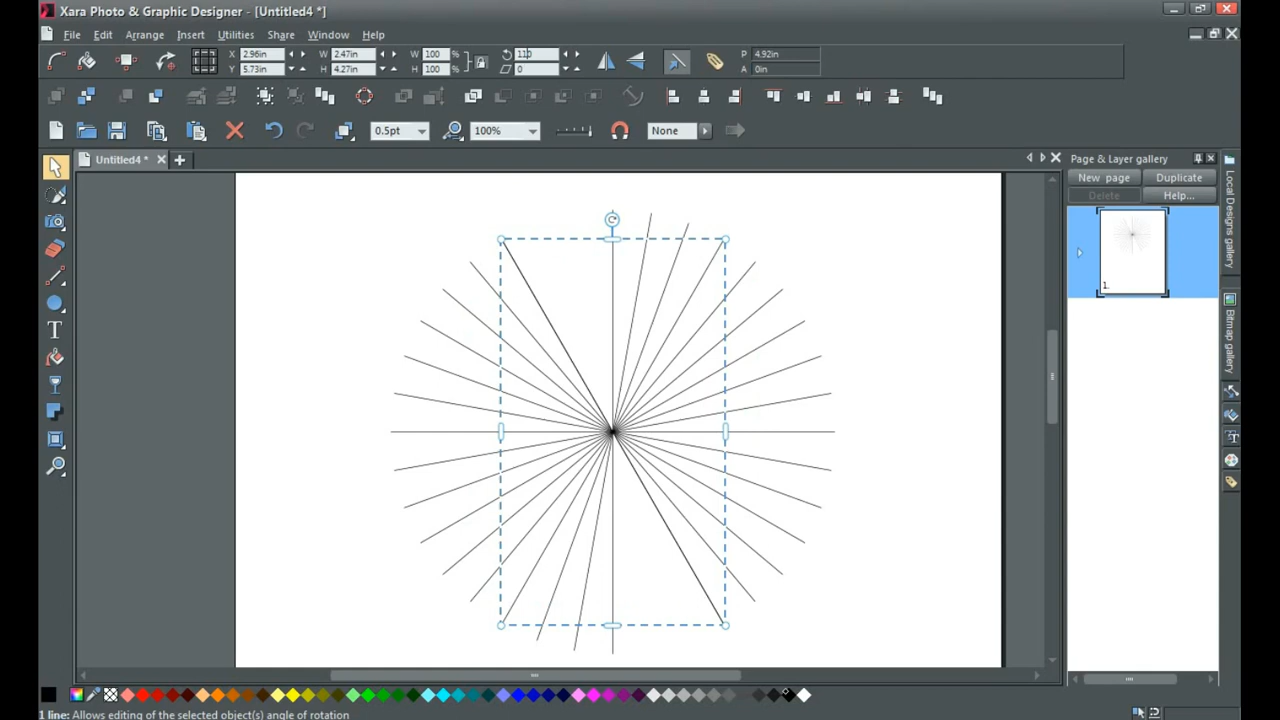 Xara Photo & Graphic Designer - [Untitled4 *]
File Edit Arrange Insert Utilities Share Window Help
X 2.96in W 2.47in W 100 % 110 P 4.92in
Y 5.73in H 4.27in H 100 % 0 A 0in
0.5pt 100% None
Untitled4 *
Page & Layer gallery
New page Duplicate
Delete Help...
1.
Local Designs gallery
Bitmap gallery
1 line: Allows editing of the selected object(s) angle of rotation